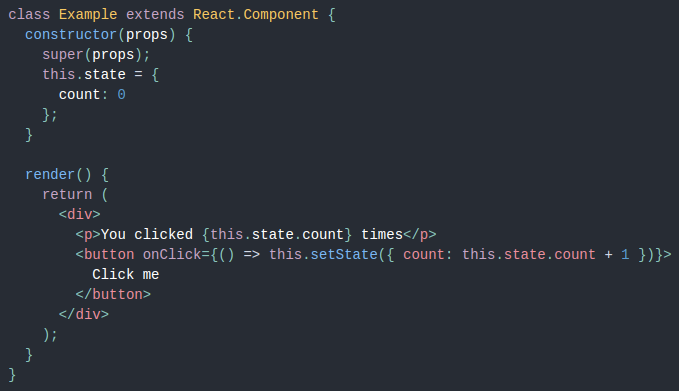 class Example extends React.Component {
  constructor(props) {
    super(props);
    this.state = {
      count: 0
    };
  }

  render() {
    return (
      <div>
        <p>You clicked {this.state.count} times</p>
        <button onClick={() => this.setState({ count: this.state.count + 1 })}>
          Click me
        </button>
      </div>
    );
  }
}